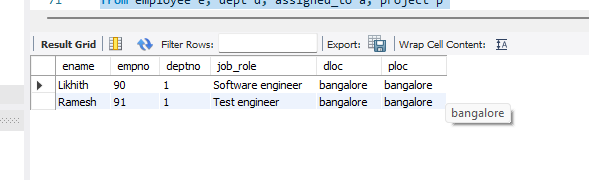 71 from employee e, dept d, assigned_to a, project p
Result Grid Filter Rows: Export: Wrap Cell Content: IA
ename empno deptno job_role dloc ploc
Likhith 90 1 Software engineer bangalore bangalore
Ramesh 91 1 Test engineer bangalore bangalore
bangalore